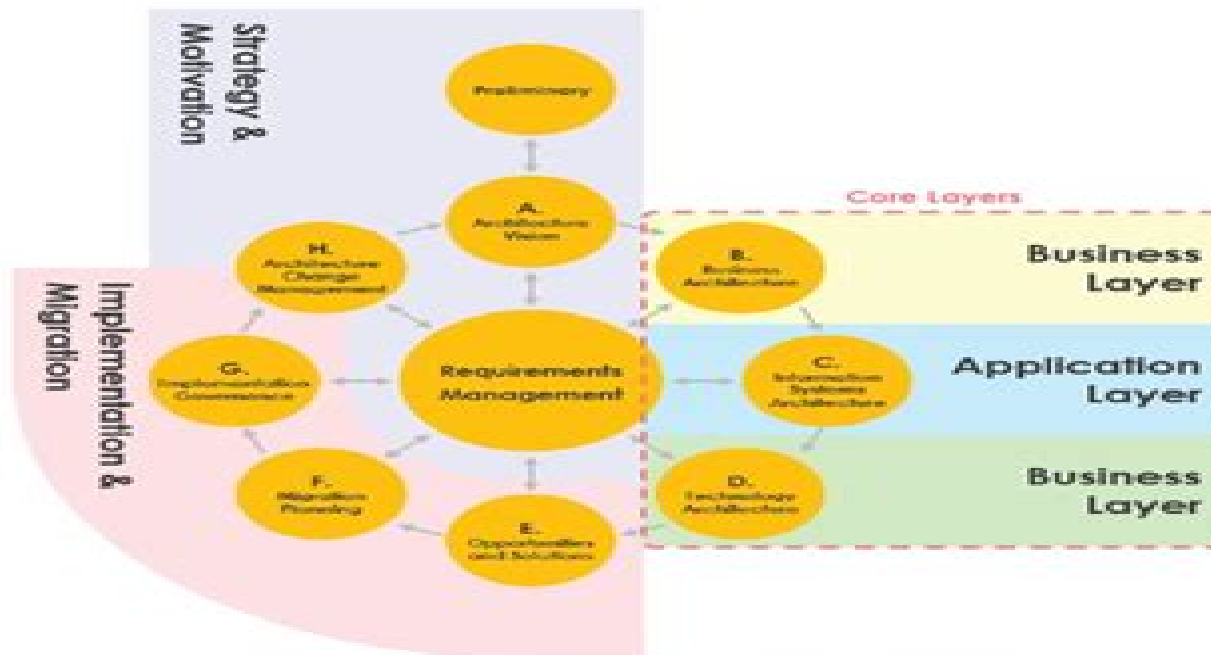 Strategy &
Motivation
Preliminary
Core Layers
A.
Architecture
Vision
H.
Architecture
Change
Management
B.
Business
Architecture
Business
Layer
Implementation &
Migration
G.
Implementation
Governance
Requirements
Management
C.
Information
Systems
Architecture
Application
Layer
F.
Migration
Planning
D.
Technology
Architecture
Business
Layer
E.
Opportunities
and Solutions